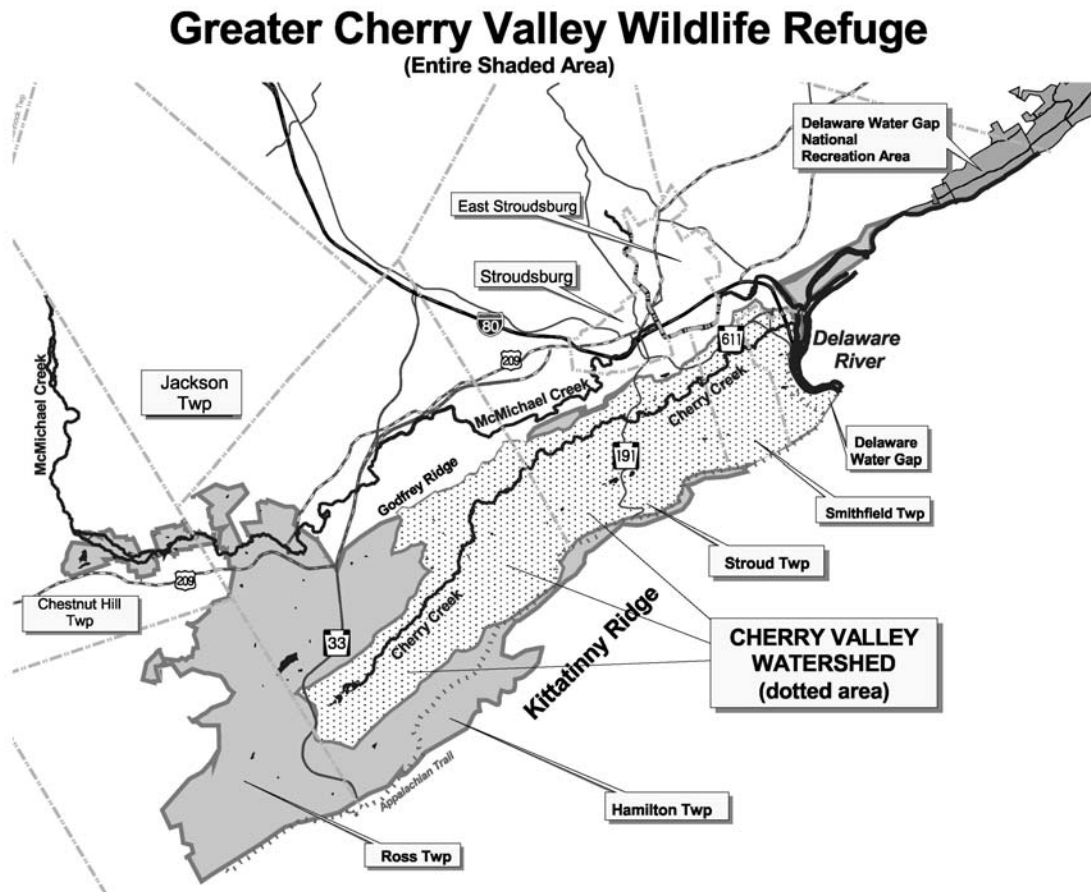 Greater Cherry Valley Wildlife Refuge
(Entire Shaded Area)
Delaware Water Gap
National
Recreation Area
East Stroudsburg
Stroudsburg
80
209
611
Delaware
River
McMichael Creek
Jackson
Twp
McMichael Creek
Cherry Creek
191
Delaware
Water Gap
Godfrey Ridge
Smithfield Twp
Stroud Twp
209
Chestnut Hill
Twp
33
Cherry Creek
Kittatinny Ridge
CHERRY VALLEY
WATERSHED
(dotted area)
Appalachian Trail
Hamilton Twp
Ross Twp